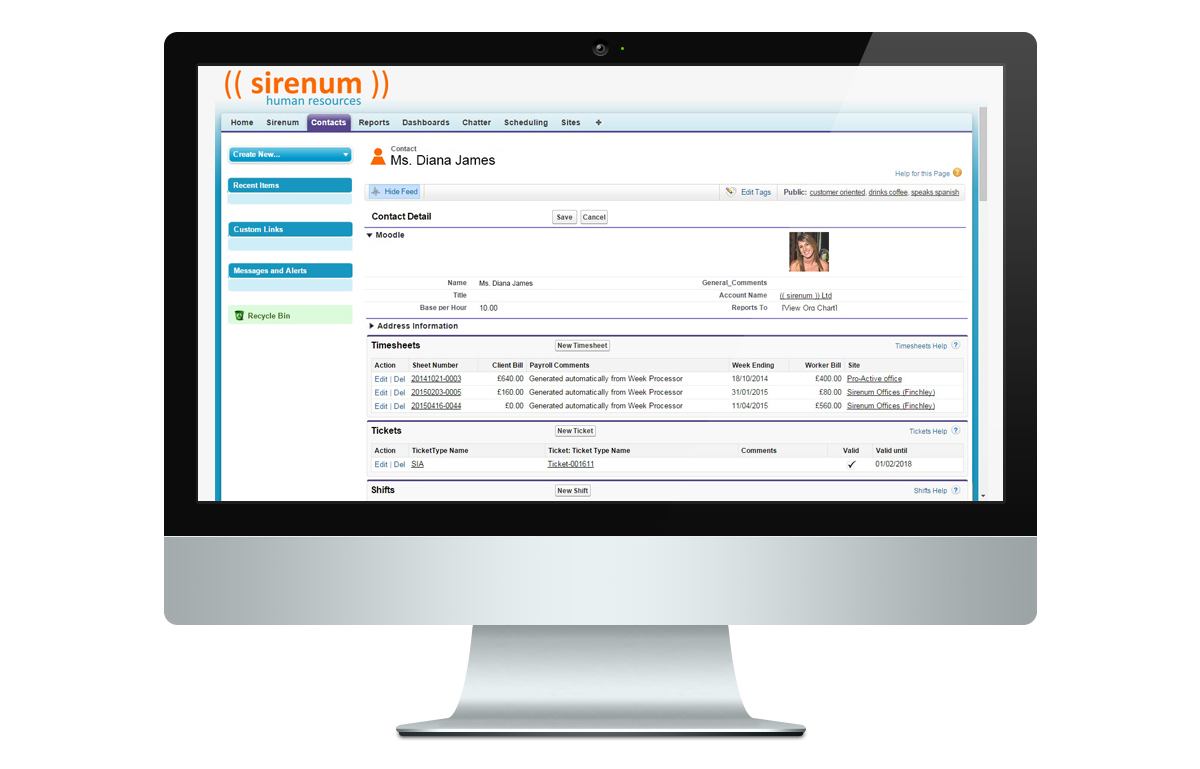 (( sirenum ))
human resources
Home Sirenum Contacts Reports Dashboards Chatter Scheduling Sites +
Create New...
Recent Items
Custom Links
Messages and Alerts
Recycle Bin
Contact
Ms. Diana James
Help for this Page ?
Hide Feed Edit Tags Public: customer oriented, drinks coffee, speaks spanish
Contact Detail Save Cancel
Moodle
Name Ms. Diana James General_Comments
Title Account Name (( sirenum )) Ltd
Base per Hour 10.00 Reports To [View Org Chart]
Address Information
Timesheets New Timesheet Timesheets Help ?
Action Sheet Number Client Bill Payroll Comments Week Ending Worker Bill Site
Edit | Del 20141021-0003 £640.00 Generated automatically from Week Processor 18/10/2014 £400.00 Pro-Active office
Edit | Del 20150203-0005 £160.00 Generated automatically from Week Processor 31/01/2015 £80.00 Sirenum Offices (Finchley)
Edit | Del 20150416-0044 £0.00 Generated automatically from Week Processor 11/04/2015 £560.00 Sirenum Offices (Finchley)
Tickets New Ticket Tickets Help ?
Action TicketType Name Ticket: Ticket Type Name Comments Valid Valid until
Edit | Del SIA Ticket-001611 ✓ 01/02/2018
Shifts New Shift Shifts Help ?